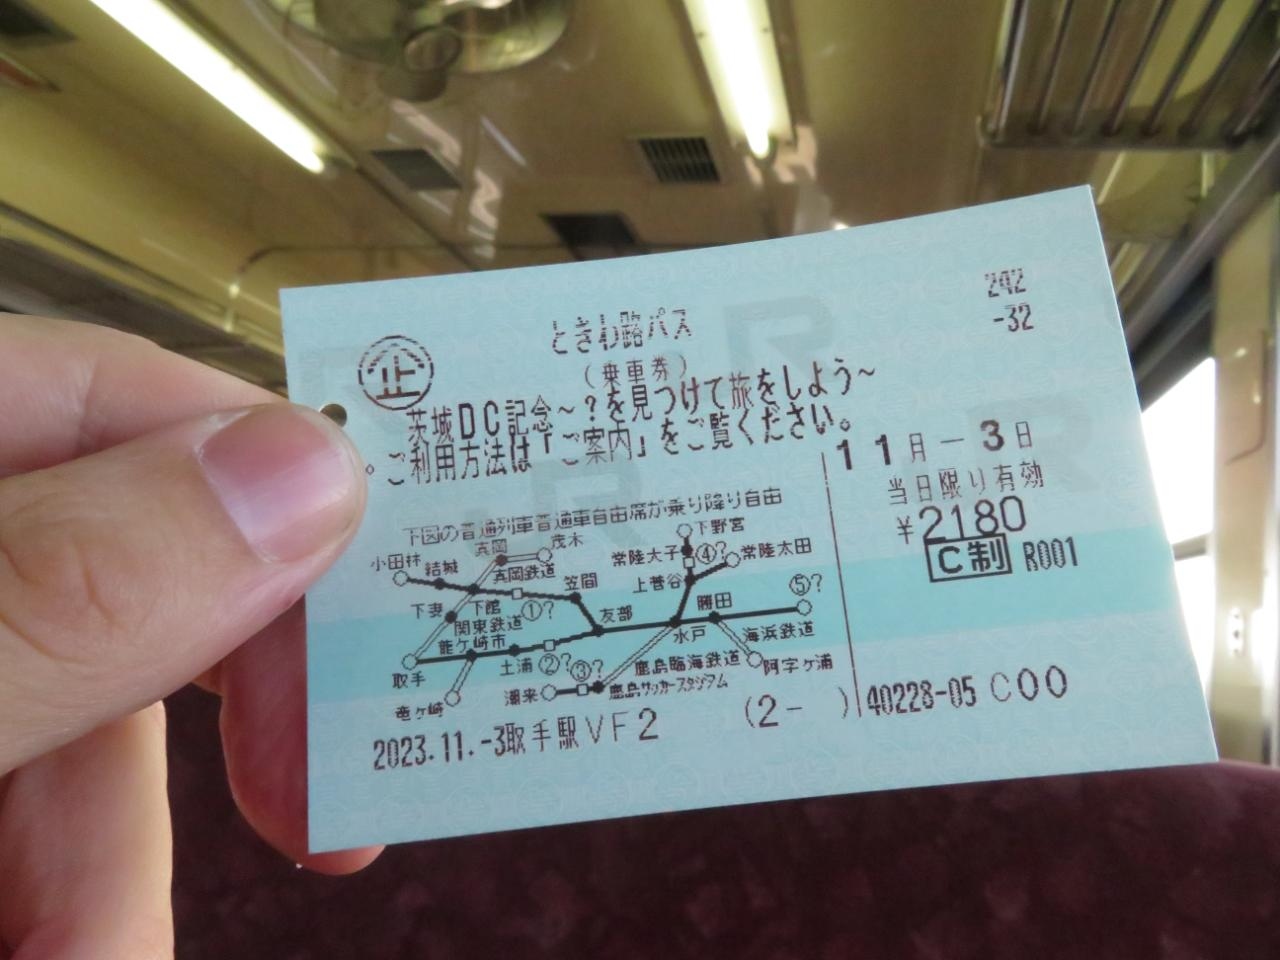 242
-32
企
ときわ路パス
(乗車券)
茨城DC記念～?を見つけて旅をしよう～
。ご利用方法は「ご案内」をご覧ください。
11月-3日
当日限り有効
¥2180
C制 R001
下図の普通列車普通車自由席が乗り降り自由
小田林
結城
真岡
茂木
真岡鉄道
下妻
下館
①?
笠間
関東鉄道
竜ケ崎市
友部
取手
土浦
②?
竜ケ崎
潮来
③?
鹿島サッカースタジアム
鹿島臨海鉄道
水戸
勝田
上菅谷
常陸大子
④?
下野宮
常陸太田
⑤?
海浜鉄道
阿字ケ浦
2023.11.-3取手駅VF2 (2- ) 40228-05 C00